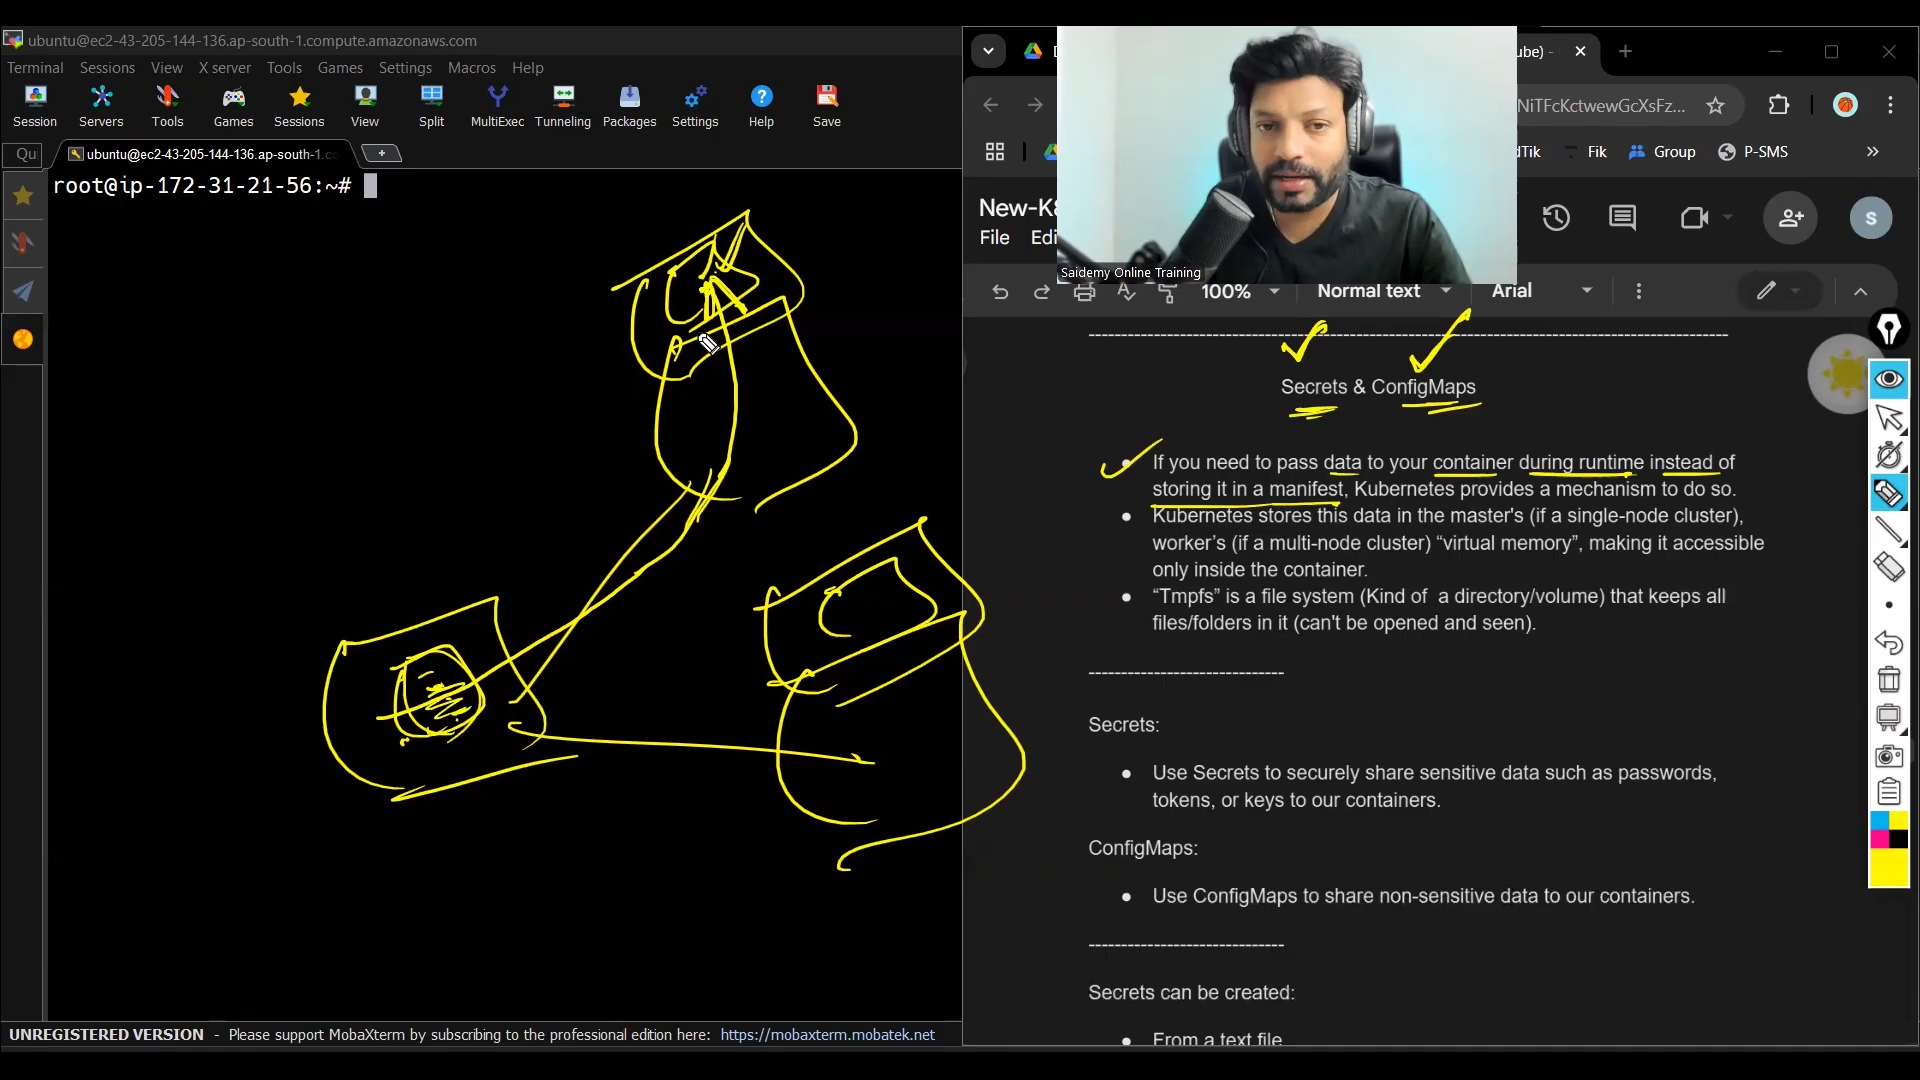 ubuntu@ec2-43-205-144-136.ap-south-1.compute.amazonaws.com
Terminal Sessions View X server Tools Games Settings Macros Help
Session Servers Tools Games Sessions View Split MultiExec Tunneling Packages Settings Help Save
Qu
ubuntu@ec2-43-205-144-136.ap-south-1.co
root@ip-172-31-21-56:~#
ube) -
NiTFcKctwewGcXsFz...
dTik Fik Group P-SMS
New-K8
File Edi
S
Saidemy Online Training
100% Normal text Arial
--------------------------------------------------------------------------------
Secrets & ConfigMaps
● If you need to pass data to your container during runtime instead of
storing it in a manifest, Kubernetes provides a mechanism to do so.
● Kubernetes stores this data in the master's (if a single-node cluster),
worker’s (if a multi-node cluster) “virtual memory”, making it accessible
only inside the container.
● “Tmpfs” is a file system (Kind of a directory/volume) that keeps all
files/folders in it (can't be opened and seen).
------------------------------
Secrets:
● Use Secrets to securely share sensitive data such as passwords,
tokens, or keys to our containers.
ConfigMaps:
● Use ConfigMaps to share non-sensitive data to our containers.
------------------------------
Secrets can be created:
● From a text file
UNREGISTERED VERSION - Please support MobaXterm by subscribing to the professional edition here: https://mobaxterm.mobatek.net